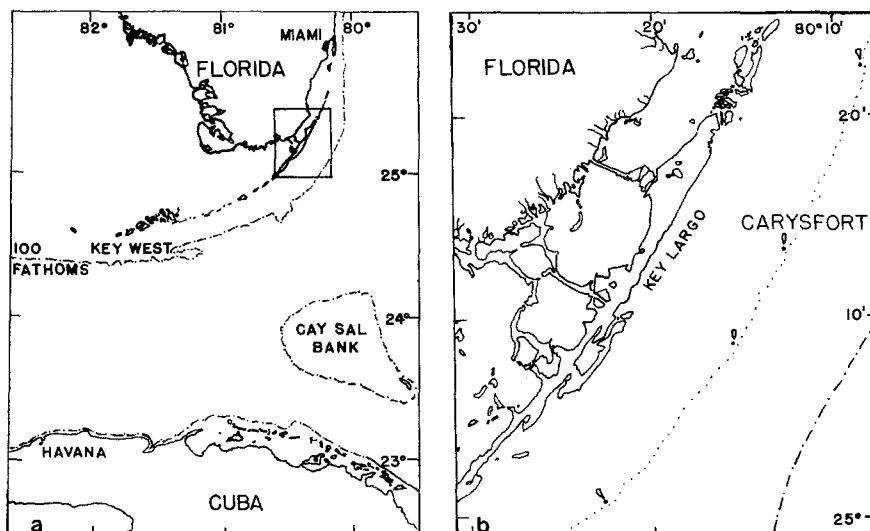 82°
81°
80°
MIAMI
FLORIDA
25°
KEY WEST
100
FATHOMS
24°
CAY SAL
BANK
HAVANA
23°
CUBA
a
30'
20'
80° 10'
FLORIDA
20'
CARYSFORT
KEY LARGO
10'
25°
b